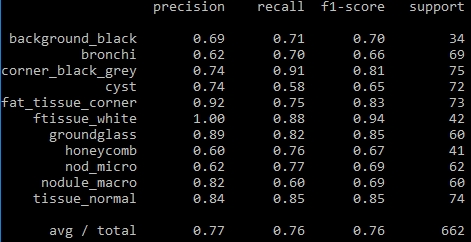 precision recall f1-score support
background_black 0.69 0.71 0.70 34
bronchi 0.62 0.70 0.66 69
corner_black_grey 0.74 0.91 0.81 75
cyst 0.74 0.58 0.65 72
fat_tissue_corner 0.92 0.75 0.83 73
ftissue_white 1.00 0.88 0.94 42
groundglass 0.89 0.82 0.85 60
honeycomb 0.60 0.76 0.67 41
nod_micro 0.62 0.77 0.69 62
nodule_macro 0.82 0.60 0.69 60
tissue_normal 0.84 0.85 0.85 74
avg / total 0.77 0.76 0.76 662